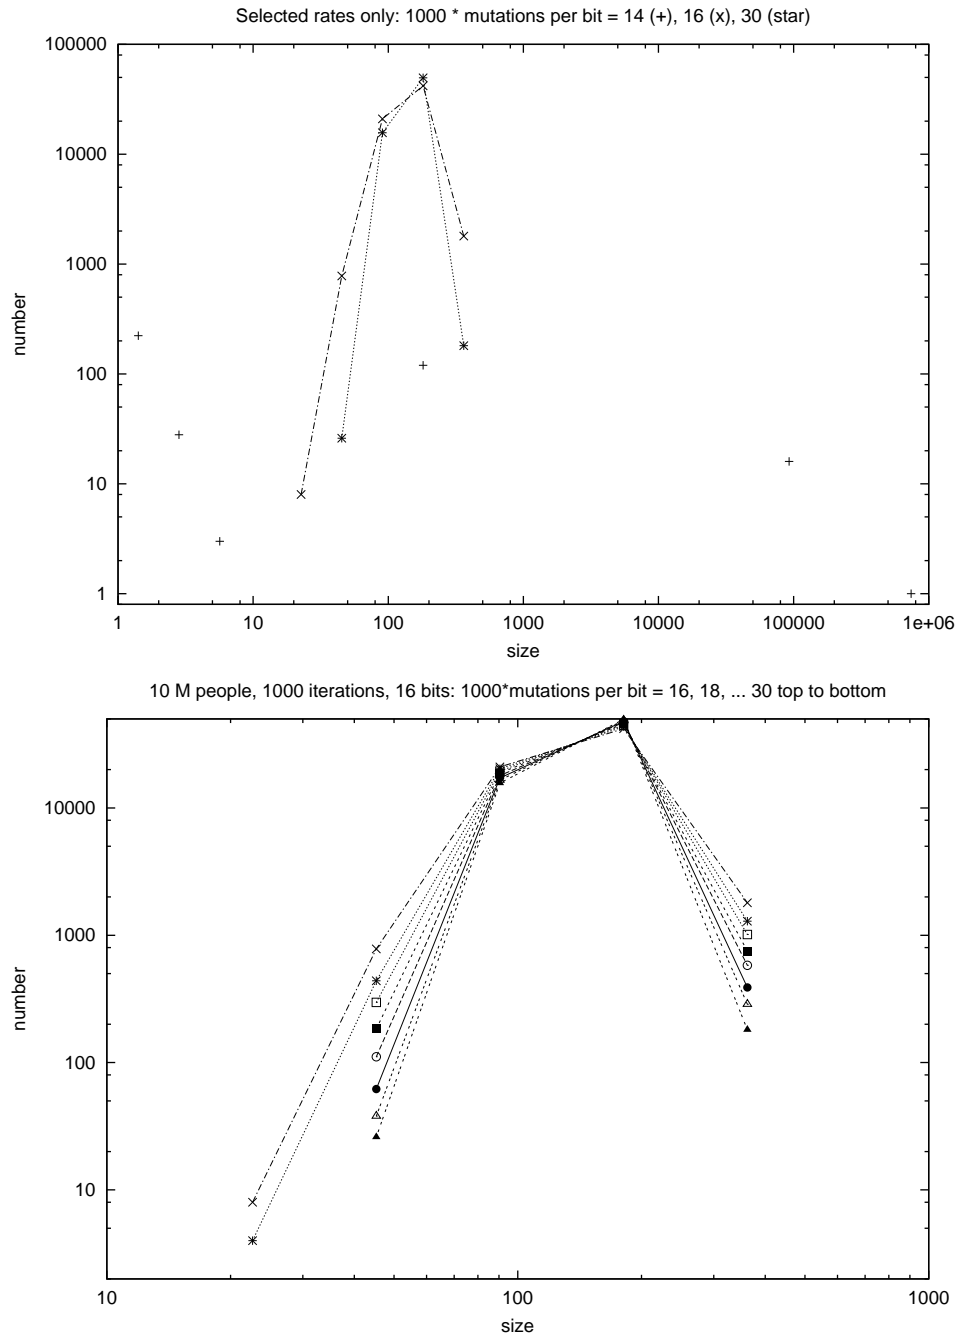 Selected rates only: 1000 * mutations per bit = 14 (+), 16 (x), 30 (star)
100000
10000
1000
100
10
1
number
1 10 100 1000 10000 100000 1e+06
size
10 M people, 1000 iterations, 16 bits: 1000*mutations per bit = 16, 18, ... 30 top to bottom
10000
1000
100
10
number
10 100 1000
size